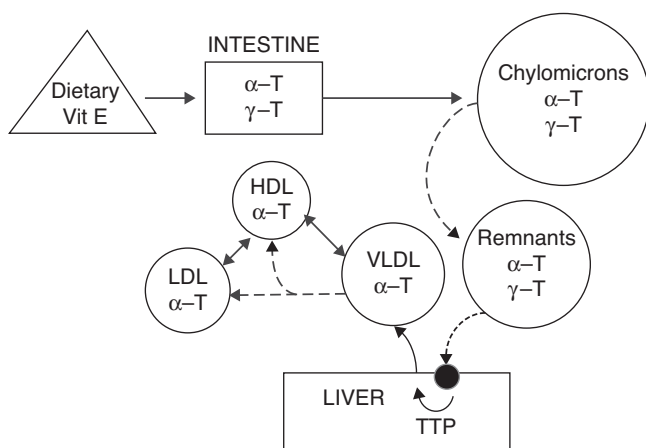 Dietary
Vit E
INTESTINE
α–T
γ–T
Chylomicrons
α–T
γ–T
HDL
α–T
LDL
α–T
VLDL
α–T
Remnants
α–T
γ–T
LIVER
TTP